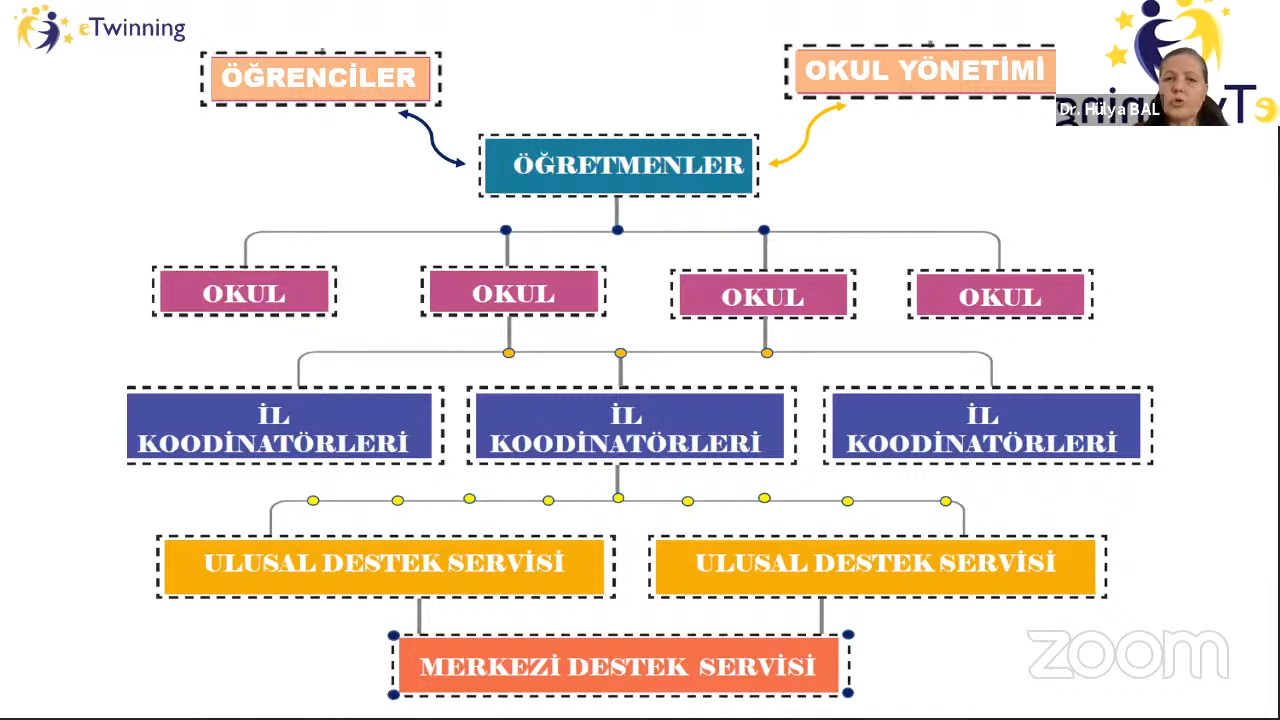 eTwinning
ÖĞRENCİLER
OKUL YÖNETİMİ
Dr. Hülya BAL
ÖĞRETMENLER
OKUL
OKUL
OKUL
OKUL
İL
KOODİNATÖRLERİ
İL
KOODİNATÖRLERİ
İL
KOODİNATÖRLERİ
ULUSAL DESTEK SERVİSİ
ULUSAL DESTEK SERVİSİ
MERKEZİ DESTEK SERVİSİ
zoom